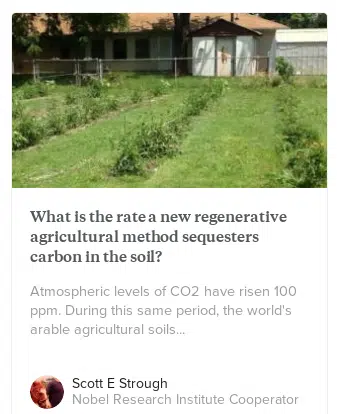 What is the rate a new regenerative
agricultural method sequesters
carbon in the soil?
Atmospheric levels of CO2 have risen 100
ppm. During this same period, the world's
arable agricultural soils...
Scott E Strough
Nobel Research Institute Cooperator